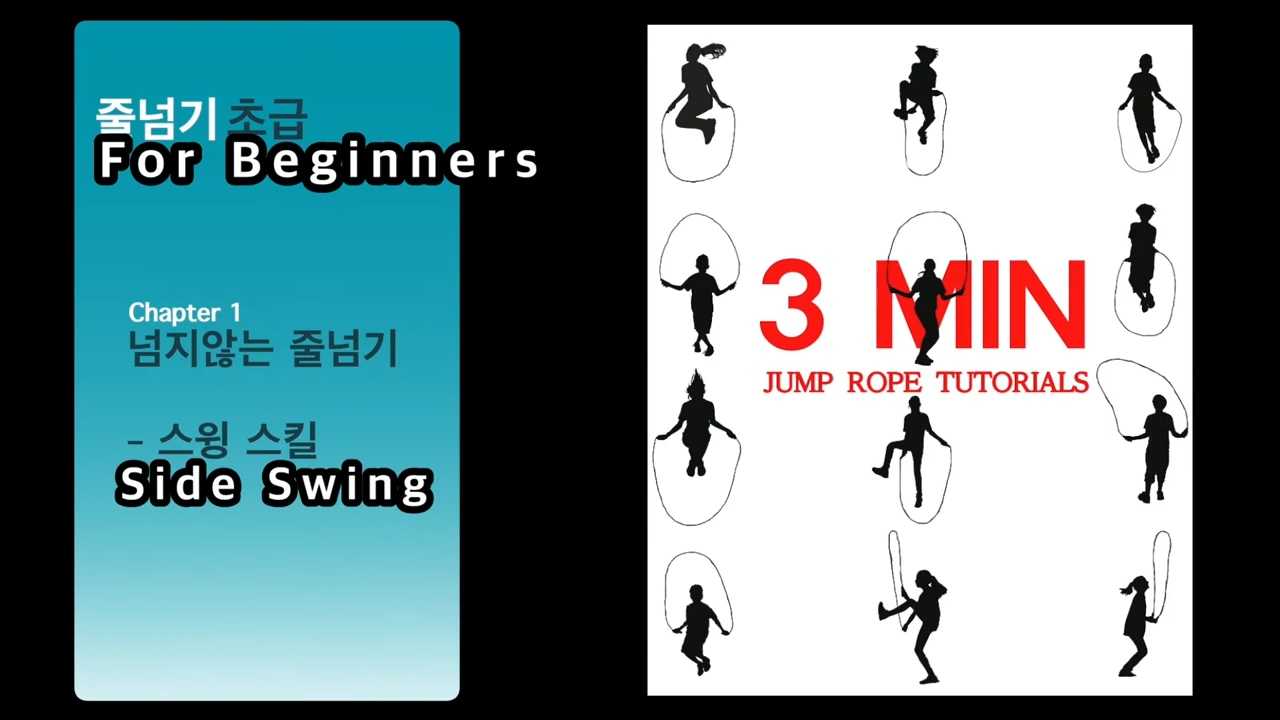 줄넘기 초급
For Beginners
Chapter 1
넘지않는 줄넘기
- 스윙 스킬
Side Swing
3 MIN
JUMP ROPE TUTORIALS